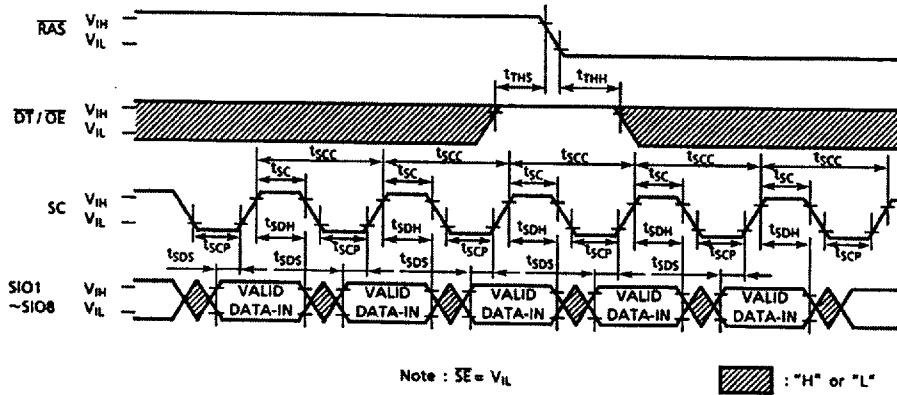 RAS VIH
VIL
tTHS tTHH
DT / OE VIH
VIL
tSCC tSCC tSCC tSCC tSCC
tSC tSC tSC tSC tSC
SC VIH
VIL
tSDH tSDH tSDH tSDH tSDH
tSCP tSCP tSCP tSCP tSCP tSCP
tSDS tSDS tSDS tSDS tSDS
SIO1
~SIO8
VIH
VIL
VALID DATA-IN
VALID DATA-IN
VALID DATA-IN
VALID DATA-IN
VALID DATA-IN
Note : SE = VIL
: "H" or "L"